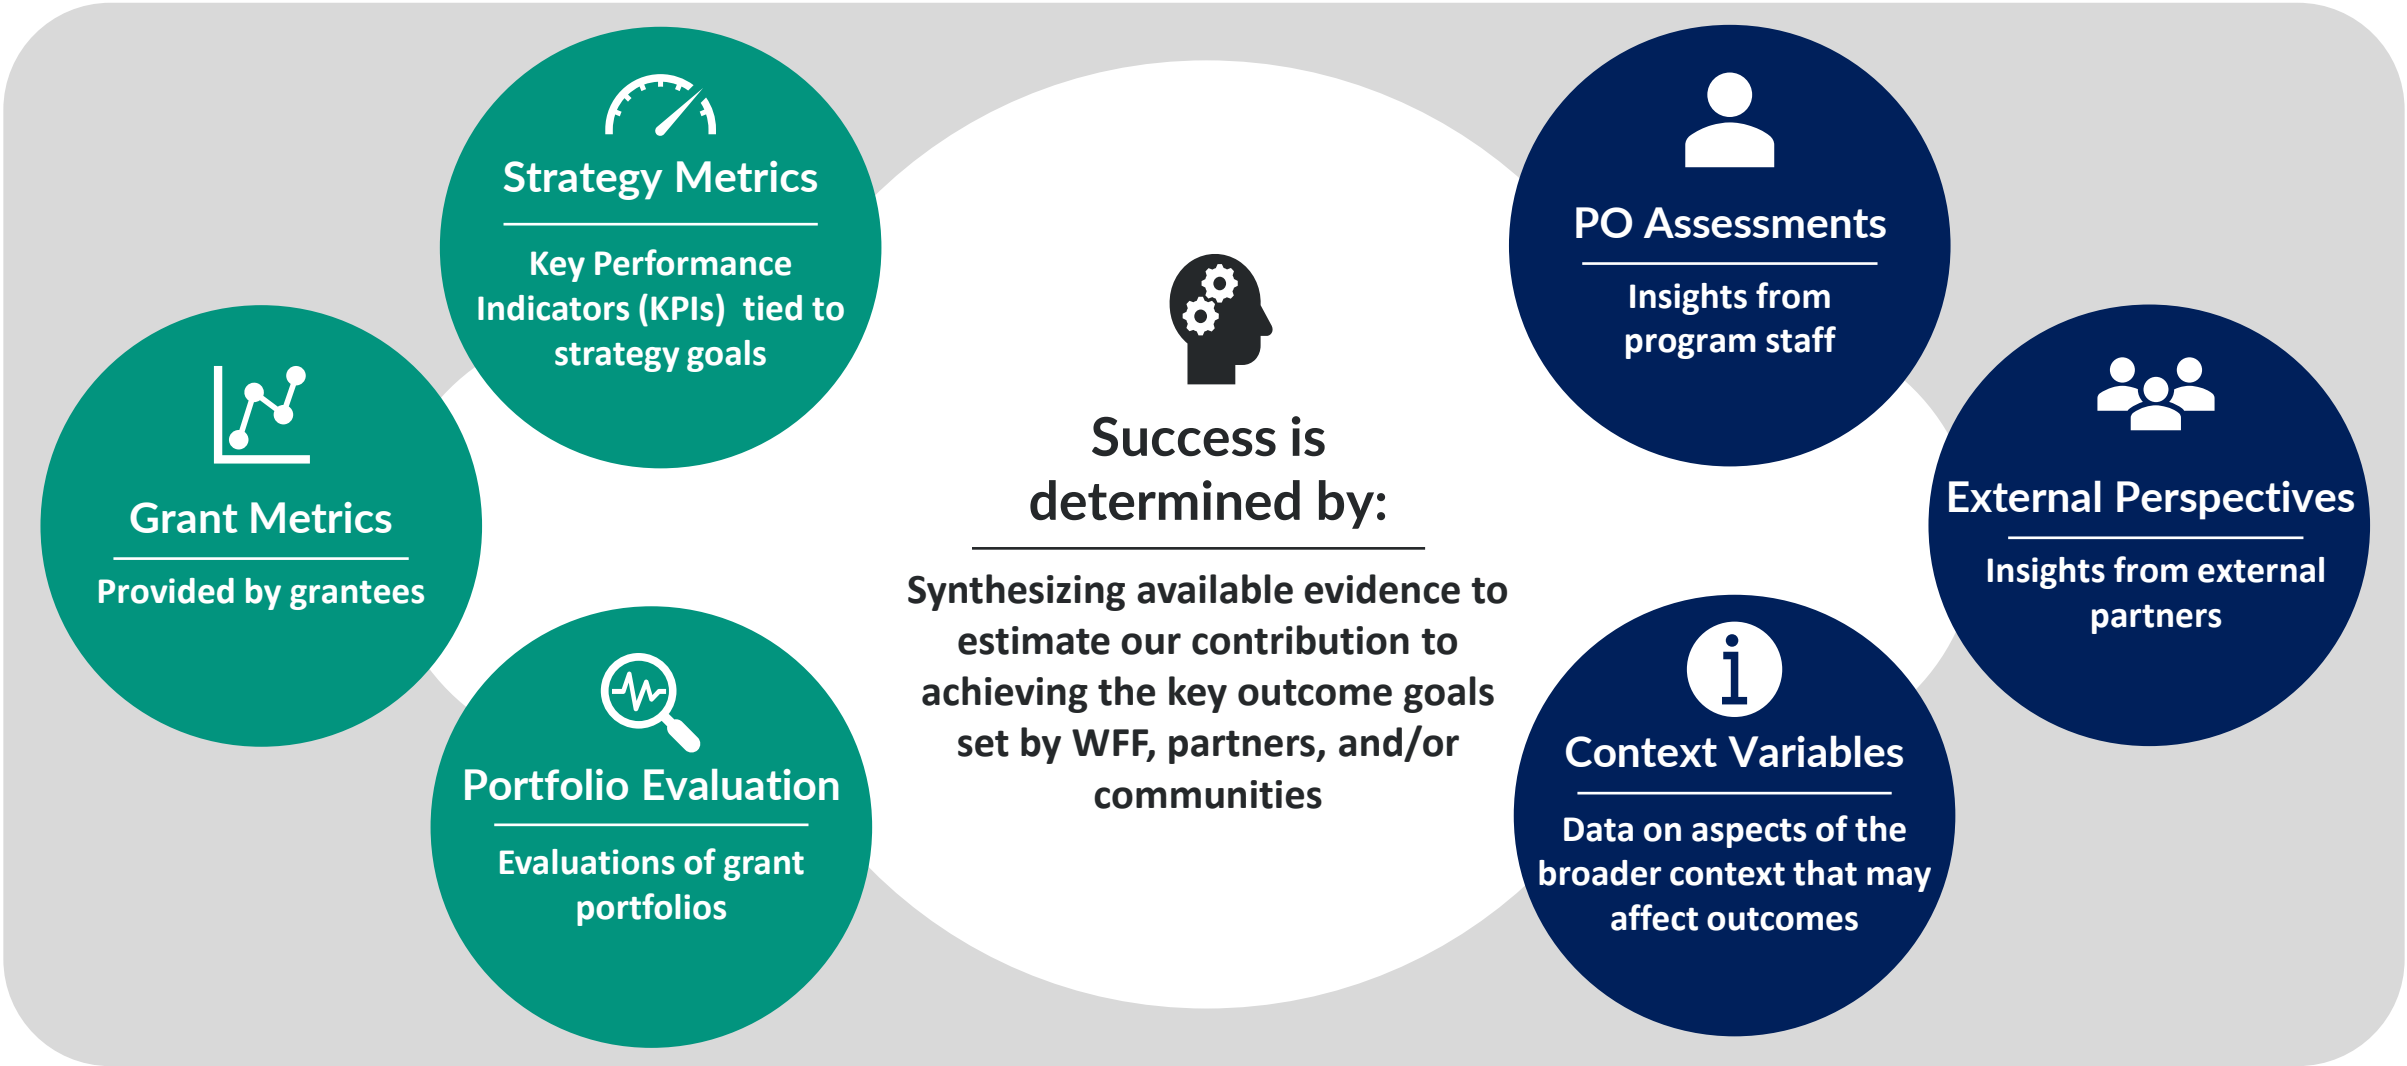 Strategy Metrics
Key Performance
Indicators (KPIs)  tied to
strategy goals
Grant Metrics
Provided by grantees
Portfolio Evaluation
Evaluations of grant
portfolios
Success is
determined by:
Synthesizing available evidence to
estimate our contribution to
achieving the key outcome goals
set by WFF, partners, and/or
communities
PO Assessments
Insights from
program staff
External Perspectives
Insights from external
partners
Context Variables
Data on aspects of the
broader context that may
affect outcomes